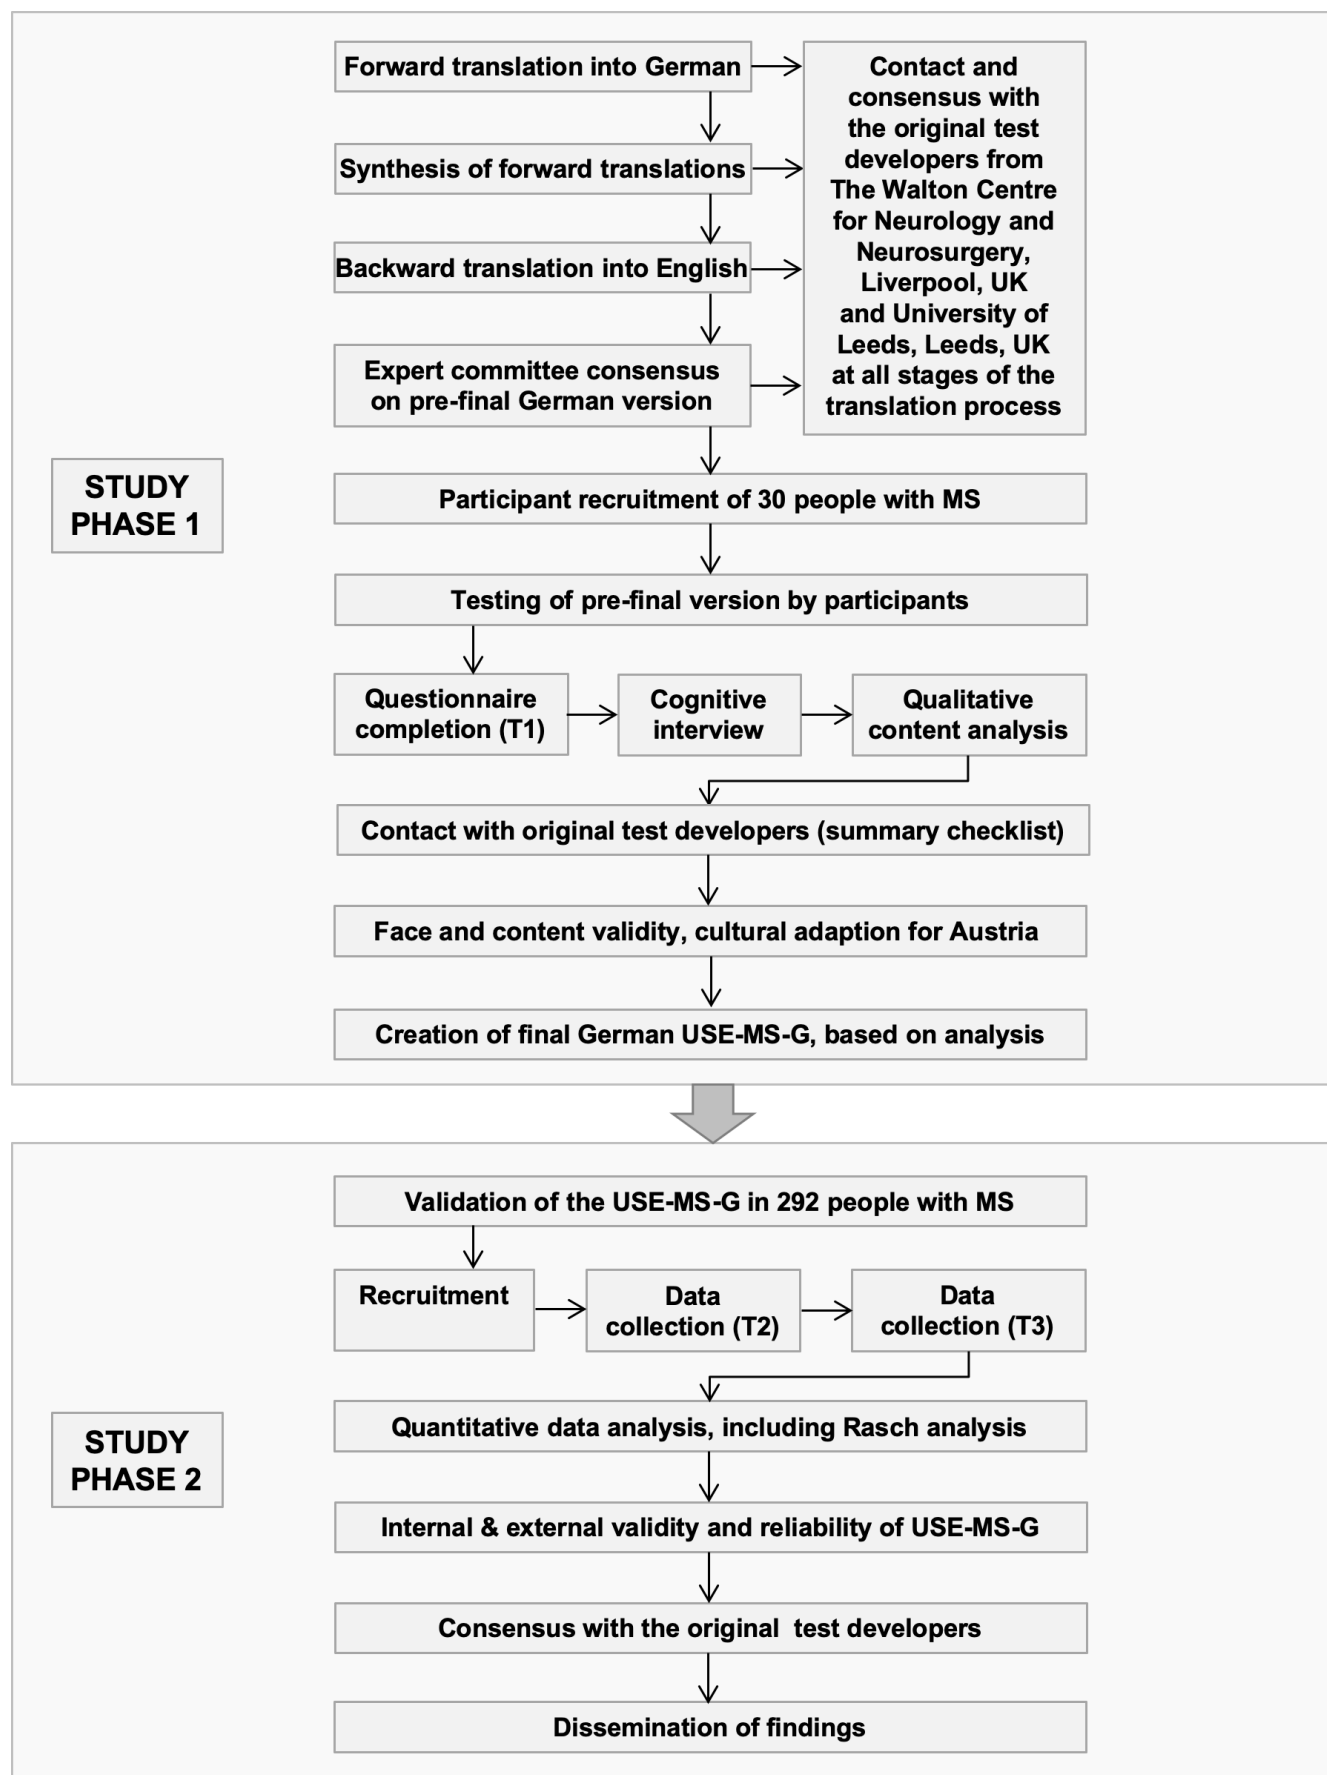 Forward translation into German
Contact and
consensus with
the original test
developers from
The Walton Centre
for Neurology and
Neurosurgery,
Liverpool, UK
and University of
Leeds, Leeds, UK
at all stages of the
translation process
Synthesis of forward translations
Backward translation into English
Expert committee consensus
on pre-final German version
STUDY
PHASE 1
Participant recruitment of 30 people with MS
Testing of pre-final version by participants
Questionnaire
completion (T1)
Cognitive
interview
Qualitative
content analysis
Contact with original test developers (summary checklist)
Face and content validity, cultural adaption for Austria
Creation of final German USE-MS-G, based on analysis
Validation of the USE-MS-G in 292 people with MS
Recruitment
Data
collection (T2)
Data
collection (T3)
STUDY
PHASE 2
Quantitative data analysis, including Rasch analysis
Internal & external validity and reliability of USE-MS-G
Consensus with the original test developers
Dissemination of findings